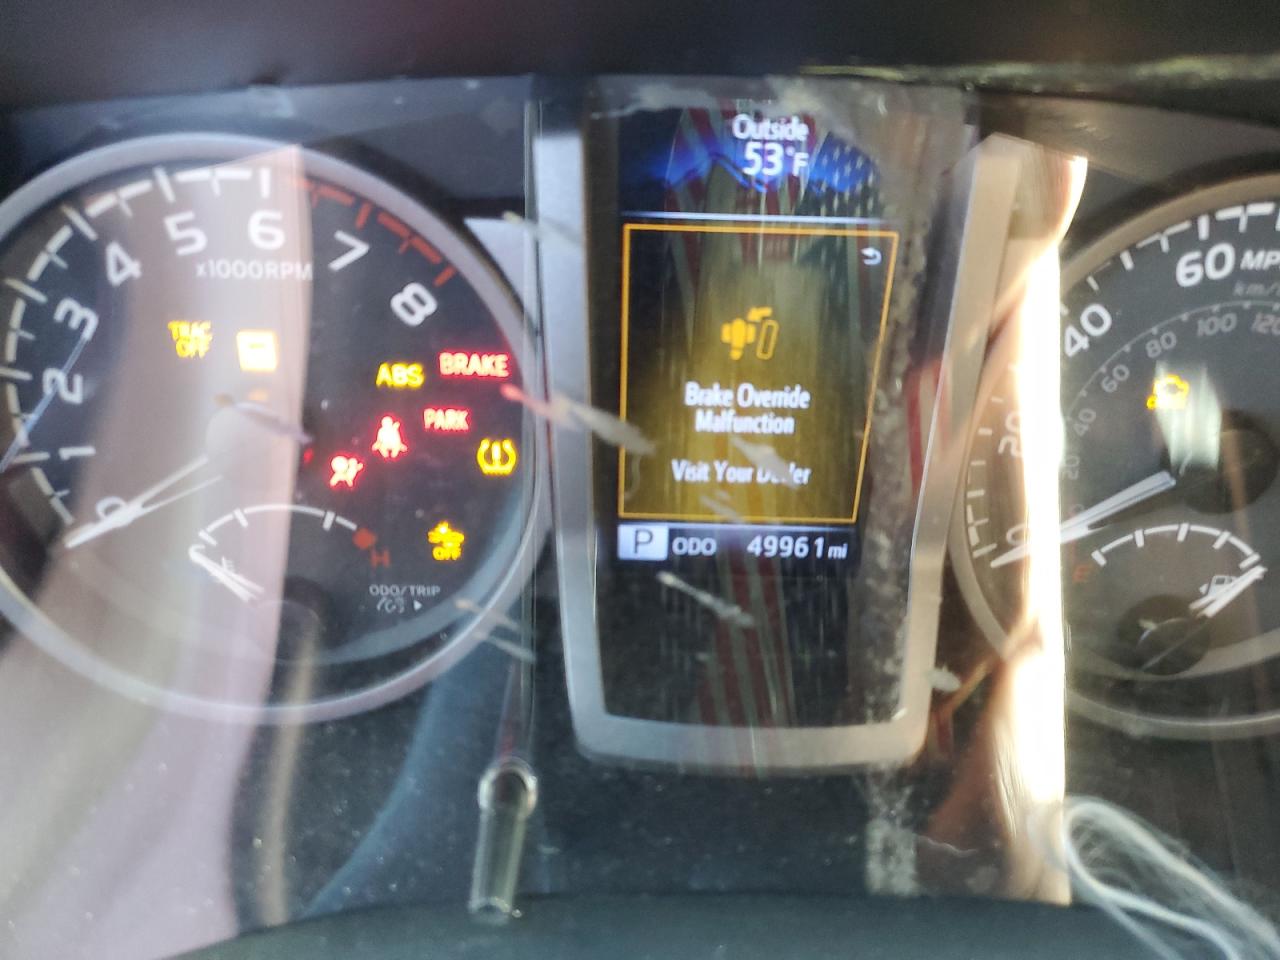 Outside
53°F
Brake Override
Malfunction
Visit Your Dealer
P ODO 49961 mi
0
1
2
3
4
5
6
7
8
x1000RPM
TRAC
OFF
ABS
BRAKE
PARK
OFF
H
ODO/TRIP
0
20
40
60 MP
km/
20
40
60
80
100
120
E